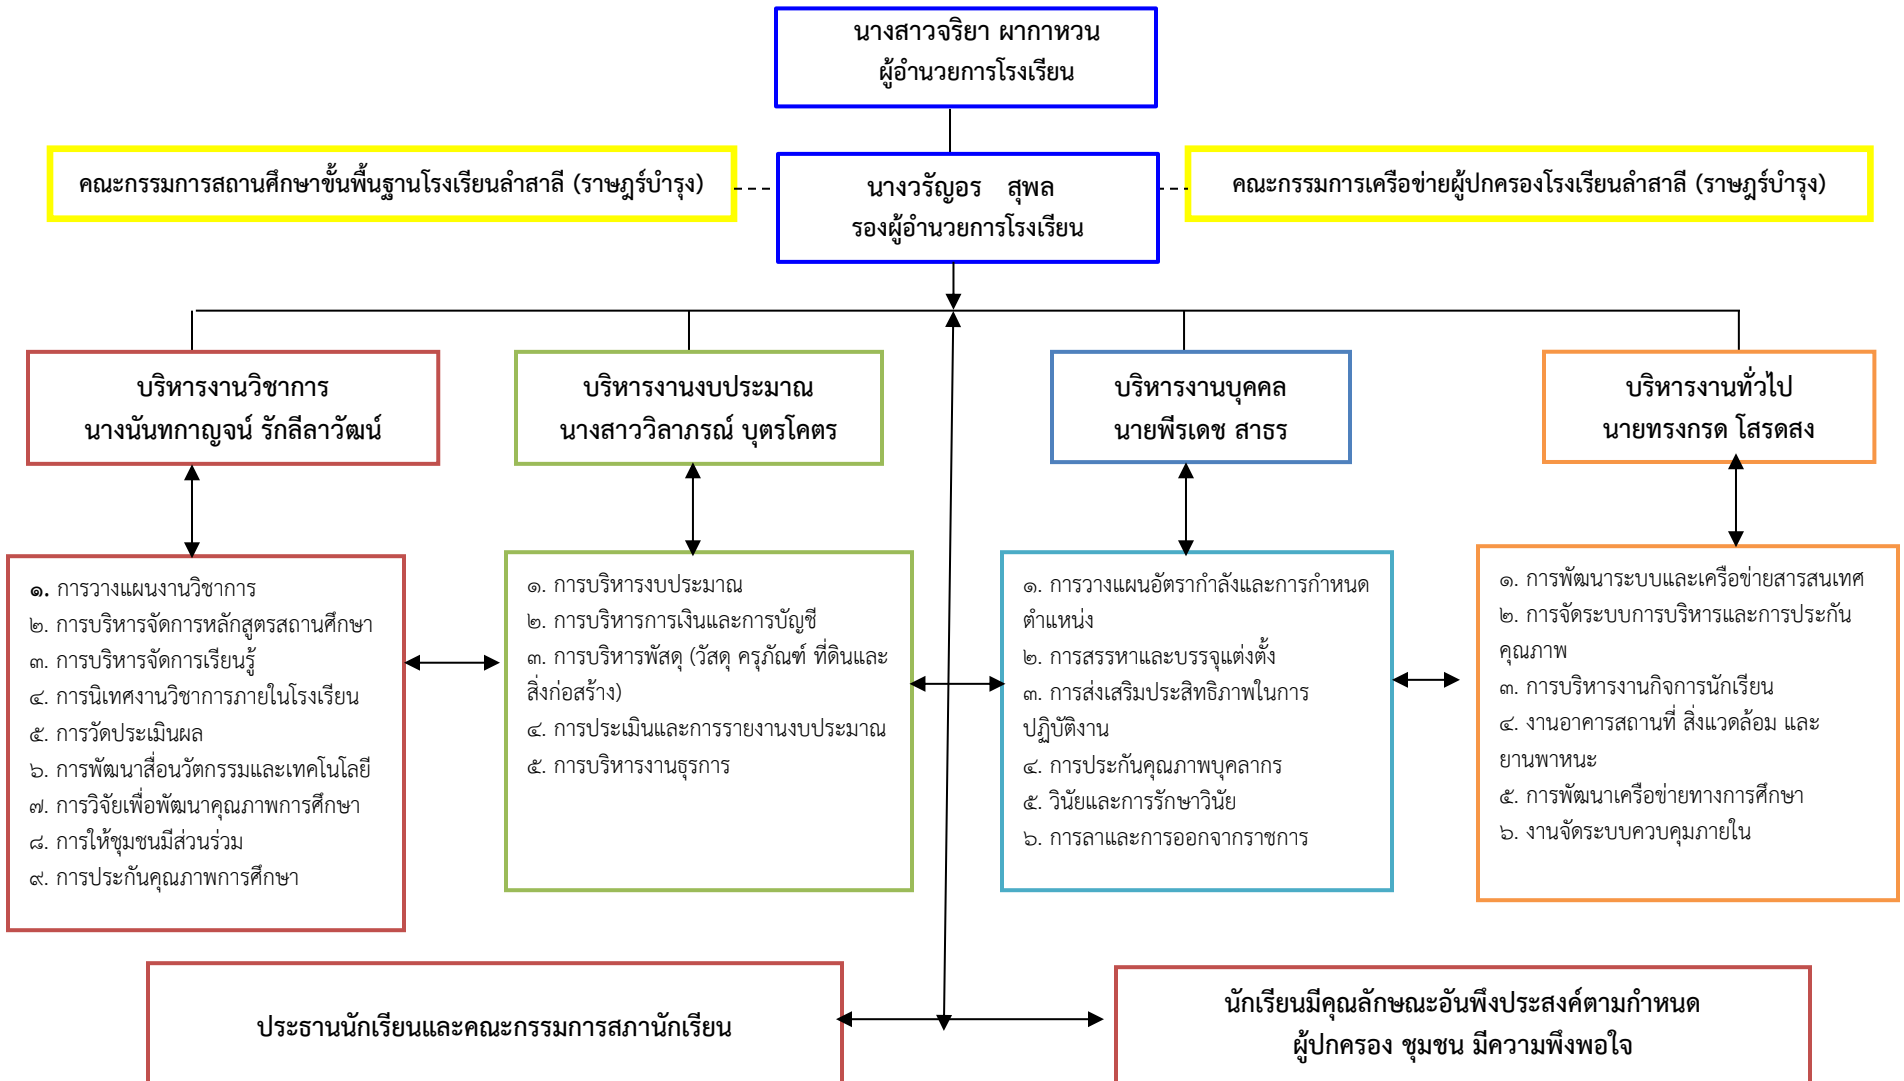 นางสาวจริยา ผากาหวน
ผู้อำนวยการโรงเรียน
คณะกรรมการสถานศึกษาขั้นพื้นฐานโรงเรียนลำสาลี (ราษฎร์บำรุง)
นางวรัญอร สุพล
รองผู้อำนวยการโรงเรียน
คณะกรรมการเครือข่ายผู้ปกครองโรงเรียนลำสาลี (ราษฎร์บำรุง)
บริหารงานวิชาการ
นางนันทกาญจน์ รักลีลาวัฒน์
บริหารงานงบประมาณ
นางสาววิลาภรณ์ บุตรโคตร
บริหารงานบุคคล
นายพีรเดช สาธร
บริหารงานทั่วไป
นายทรงกรด โสรดสง
๑. การวางแผนงานวิชาการ
๒. การบริหารจัดการหลักสูตรสถานศึกษา
๓. การบริหารจัดการเรียนรู้
๔. การนิเทศงานวิชาการภายในโรงเรียน
๕. การวัดประเมินผล
๖. การพัฒนาสื่อนวัตกรรมและเทคโนโลยี
๗. การวิจัยเพื่อพัฒนาคุณภาพการศึกษา
๘. การให้ชุมชนมีส่วนร่วม
๙. การประกันคุณภาพการศึกษา
๑. การบริหารงบประมาณ
๒. การบริหารการเงินและการบัญชี
๓. การบริหารพัสดุ (วัสดุ ครุภัณฑ์ ที่ดินและ
สิ่งก่อสร้าง)
๔. การประเมินและการรายงานงบประมาณ
๕. การบริหารงานธุรการ
๑. การวางแผนอัตรากำลังและการกำหนด
ตำแหน่ง
๒. การสรรหาและบรรจุแต่งตั้ง
๓. การส่งเสริมประสิทธิภาพในการ
ปฏิบัติงาน
๔. การประกันคุณภาพบุคลากร
๕. วินัยและการรักษาวินัย
๖. การลาและการออกจากราชการ
๑. การพัฒนาระบบและเครือข่ายสารสนเทศ
๒. การจัดระบบการบริหารและการประกัน
คุณภาพ
๓. การบริหารงานกิจการนักเรียน
๔. งานอาคารสถานที่ สิ่งแวดล้อม และ
ยานพาหนะ
๕. การพัฒนาเครือข่ายทางการศึกษา
๖. งานจัดระบบควบคุมภายใน
ประธานนักเรียนและคณะกรรมการสภานักเรียน
นักเรียนมีคุณลักษณะอันพึงประสงค์ตามกำหนด
ผู้ปกครอง ชุมชน มีความพึงพอใจ